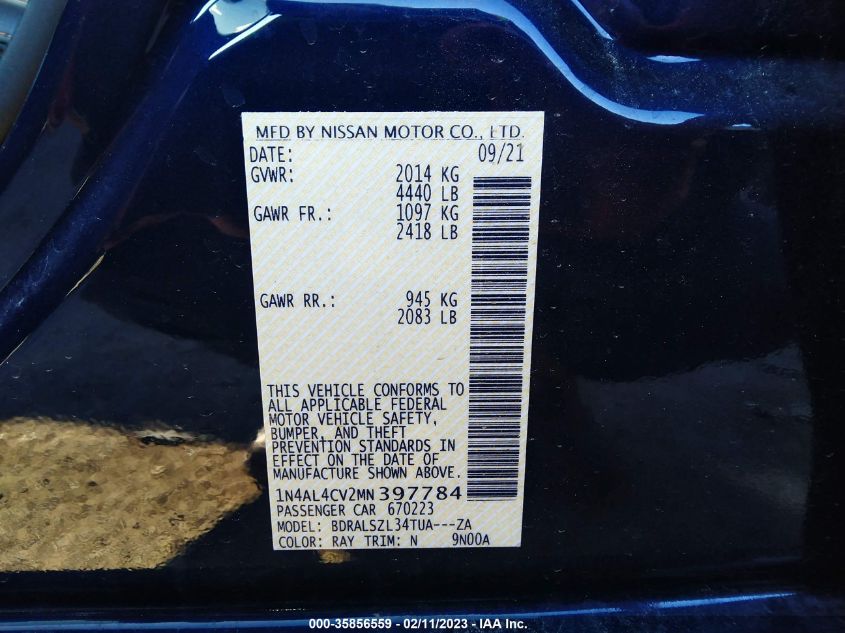 MFD BY NISSAN MOTOR CO., LTD.
DATE: 09/21
GVWR: 2014 KG
4440 LB
GAWR FR.: 1097 KG
2418 LB
GAWR RR.: 945 KG
2083 LB
THIS VEHICLE CONFORMS TO
ALL APPLICABLE FEDERAL
MOTOR VEHICLE SAFETY,
BUMPER, AND THEFT
PREVENTION STANDARDS IN
EFFECT ON THE DATE OF
MANUFACTURE SHOWN ABOVE.
1N4AL4CV2MN397784
PASSENGER CAR 670223
MODEL: BDRALSZL34TUA---ZA
COLOR: RAY TRIM: N 9N00A
000-35856559 - 02/11/2023 - IAA Inc.